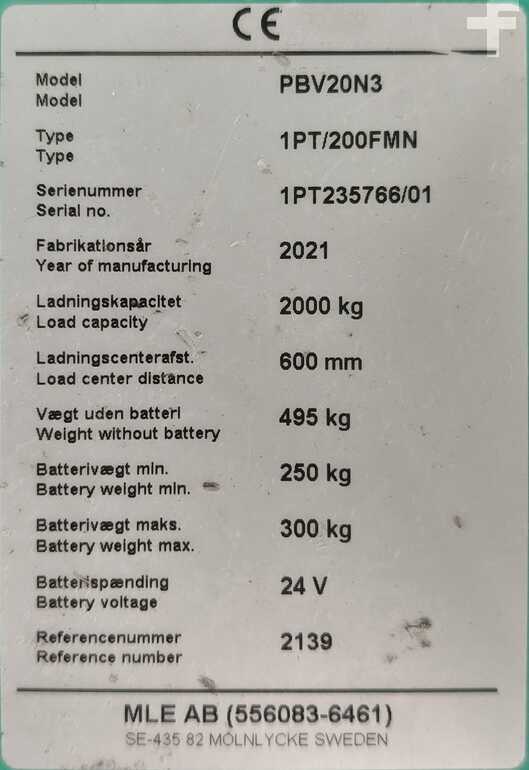 CE
Model PBV20N3
Model
Type 1PT/200FMN
Type
Serienummer 1PT235766/01
Serial no.
Fabrikationsår 2021
Year of manufacturing
Ladningskapacitet 2000 kg
Load capacity
Ladningscenterafst. 600 mm
Load center distance
Vægt uden batteri 495 kg
Weight without battery
Batterivægt min. 250 kg
Battery weight min.
Batterivægt maks. 300 kg
Battery weight max.
Batterispænding 24 V
Battery voltage
Referencenummer 2139
Reference number
MLE AB (556083-6461)
SE-435 82 MÖLNLYCKE SWEDEN